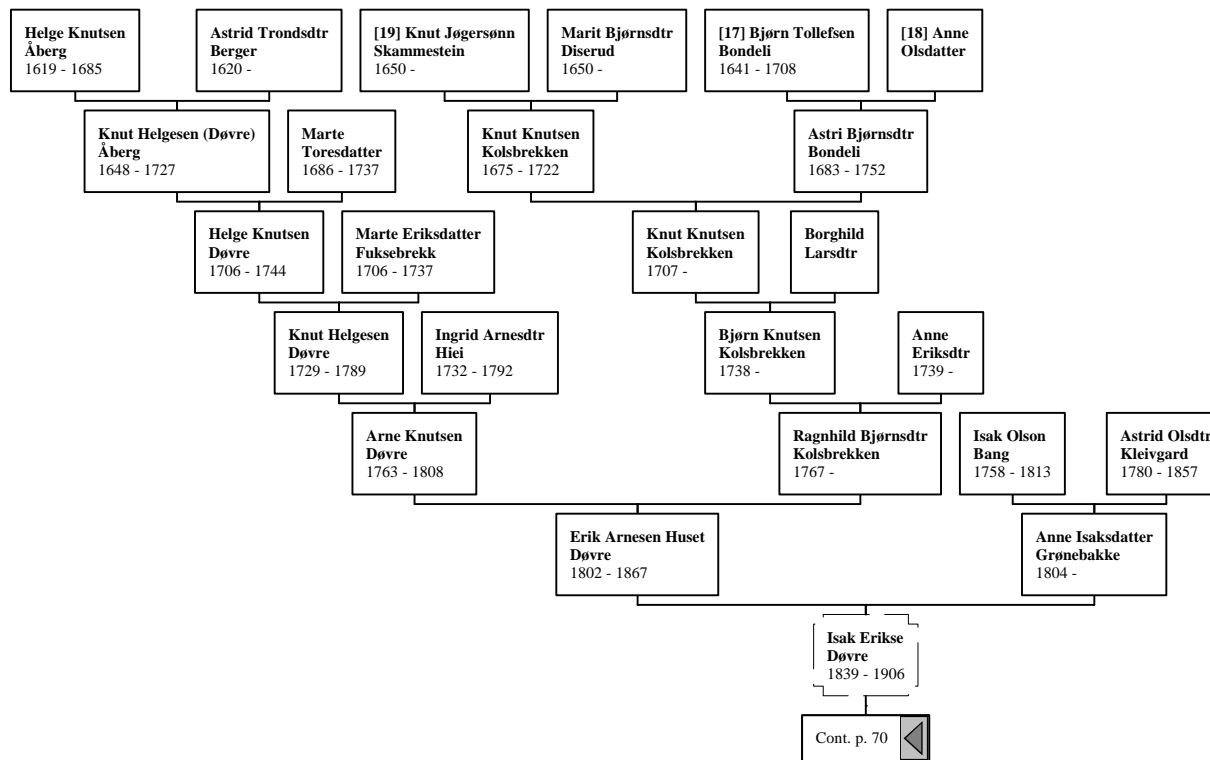 Helge Knutsen
Åberg
1619 - 1685
Astrid Trondsdtr
Berger
1620 -
[19] Knut Jøgersønn
Skammestein
1650 -
Marit Bjørnsdtr
Diserud
1650 -
[17] Bjørn Tollefsen
Bondeli
1641 - 1708
[18] Anne
Olsdatter
Knut Helgesen (Døvre)
Åberg
1648 - 1727
Marte
Toresdatter
1686 - 1737
Knut Knutsen
Kolsbrekken
1675 - 1722
Astri Bjørnsdtr
Bondeli
1683 - 1752
Helge Knutsen
Døvre
1706 - 1744
Marte Eriksdatter
Fuksebrekk
1706 - 1737
Knut Knutsen
Kolsbrekken
1707 -
Borghild
Larsdtr
Knut Helgesen
Døvre
1729 - 1789
Ingrid Arnesdtr
Hiei
1732 - 1792
Bjørn Knutsen
Kolsbrekken
1738 -
Anne
Eriksdtr
1739 -
Arne Knutsen
Døvre
1763 - 1808
Ragnhild Bjørnsdtr
Kolsbrekken
1767 -
Isak Olson
Bang
1758 - 1813
Astrid Olsdtr
Kleivgard
1780 - 1857
Erik Arnesen Huset
Døvre
1802 - 1867
Anne Isaksdatter
Grønebakke
1804 -
Isak Erikse
Døvre
1839 - 1906
Cont. p. 70